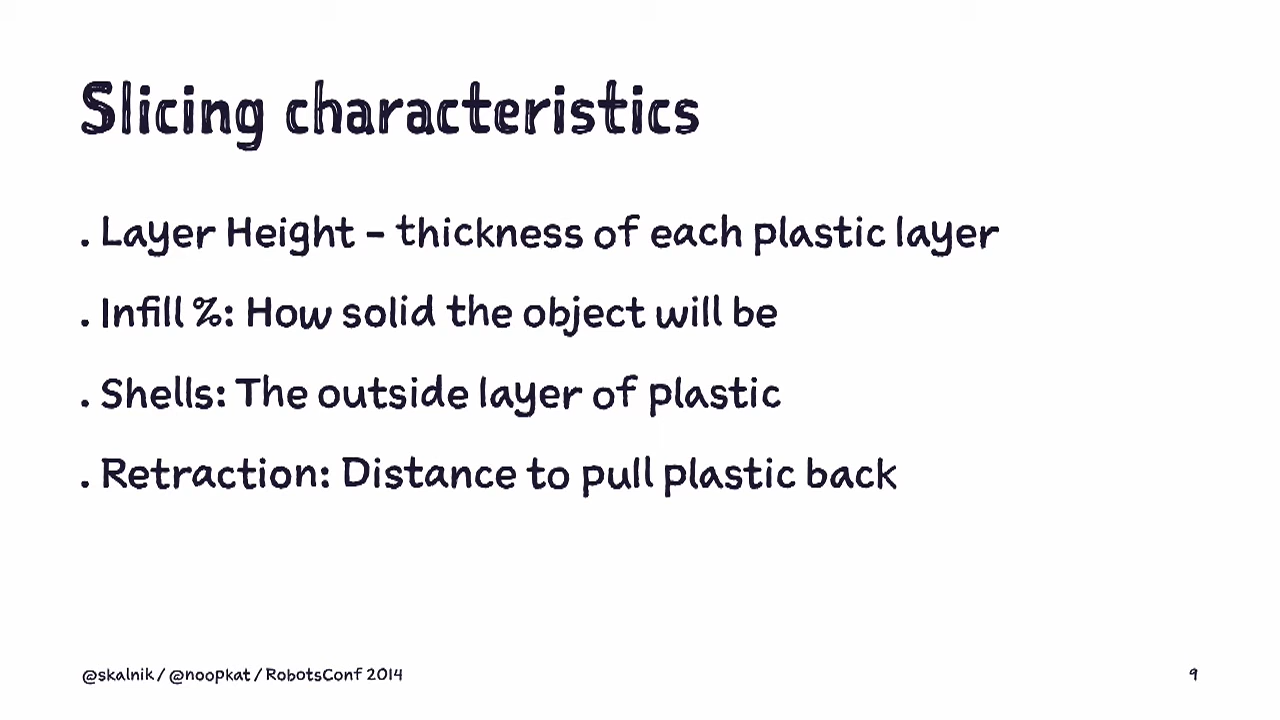 Slicing characteristics
. Layer Height – thickness of each plastic layer
. Infill %: How solid the object will be
. Shells: The outside layer of plastic
. Retraction: Distance to pull plastic back
@skalnik / @noopkat / RobotsConf 2014
9